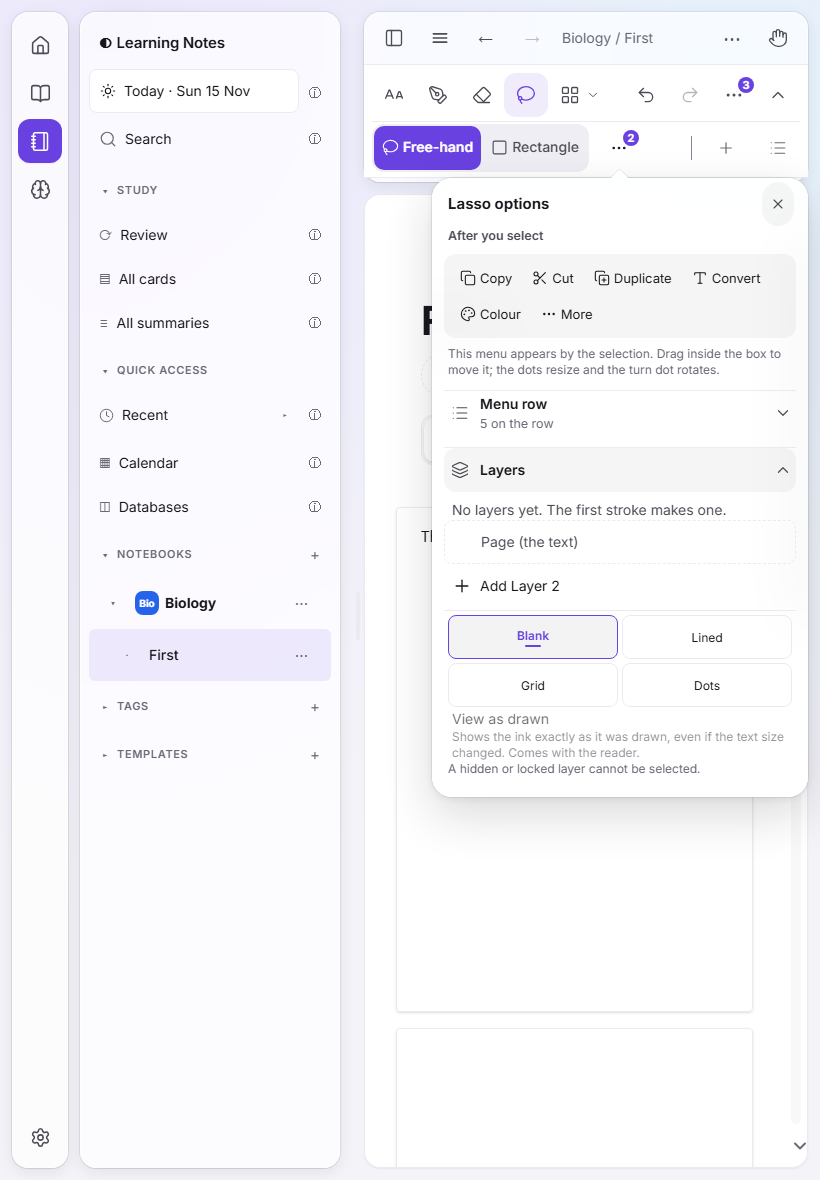 Learning Notes
Today · Sun 15 Nov
Search
STUDY
Review
All cards
All summaries
QUICK ACCESS
Recent
Calendar
Databases
NOTEBOOKS
Bio Biology
First
TAGS
TEMPLATES
Biology / First
AA
3
Free-hand Rectangle 2
Lasso options
After you select
Copy Cut Duplicate Convert
Colour More
This menu appears by the selection. Drag inside the box to
move it; the dots resize and the turn dot rotates.
Menu row
5 on the row
Layers
No layers yet. The first stroke makes one.
Page (the text)
Add Layer 2
Blank Lined
Grid Dots
View as drawn
Shows the ink exactly as it was drawn, even if the text size
changed. Comes with the reader.
A hidden or locked layer cannot be selected.